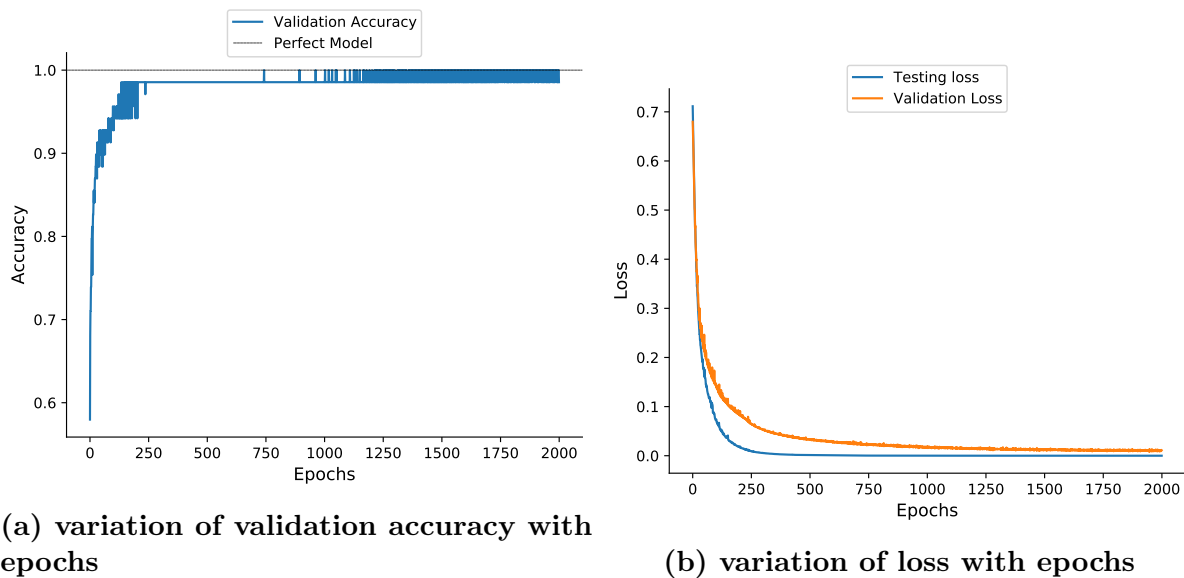 Validation Accuracy
Perfect Model
1.0
0.9
0.8
0.7
0.6
Accuracy
0 250 500 750 1000 1250 1500 1750 2000
Epochs
(a) variation of validation accuracy with
epochs
Testing loss
Validation Loss
0.7
0.6
0.5
0.4
0.3
0.2
0.1
0.0
Loss
0 250 500 750 1000 1250 1500 1750 2000
Epochs
(b) variation of loss with epochs